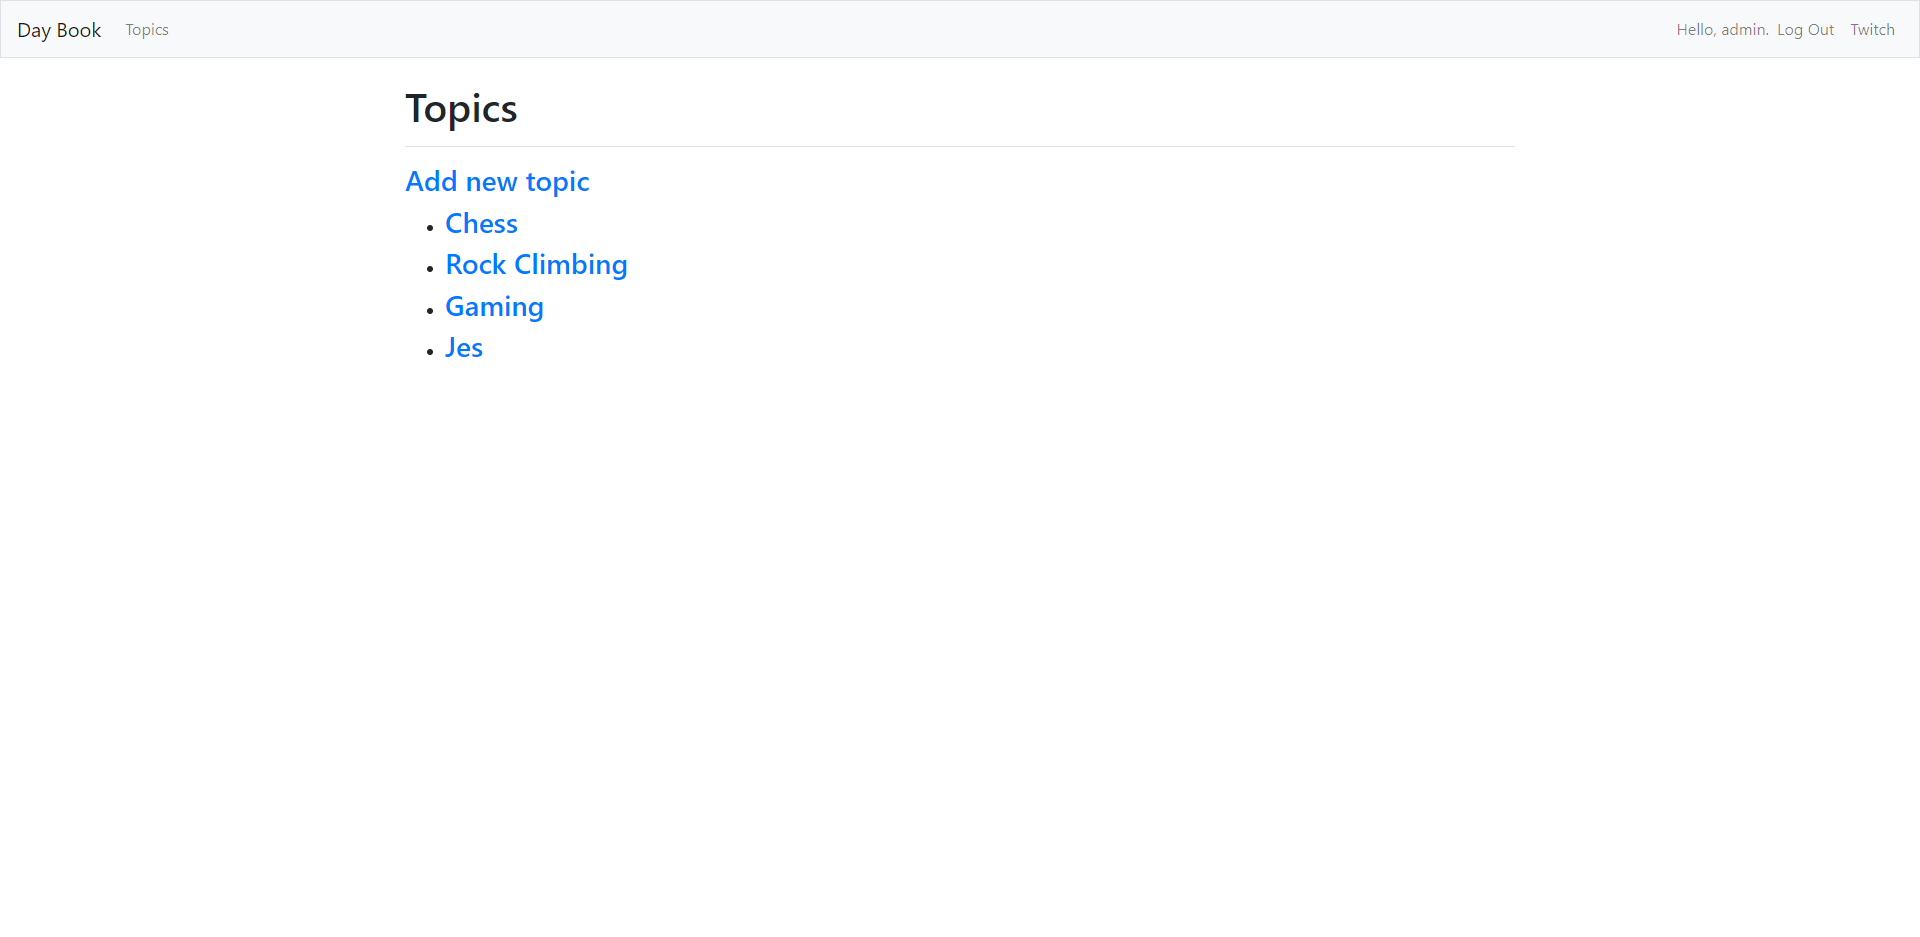 Day Book Topics Hello, admin. Log Out Twitch
Topics
Add new topic
Chess
Rock Climbing
Gaming
Jes